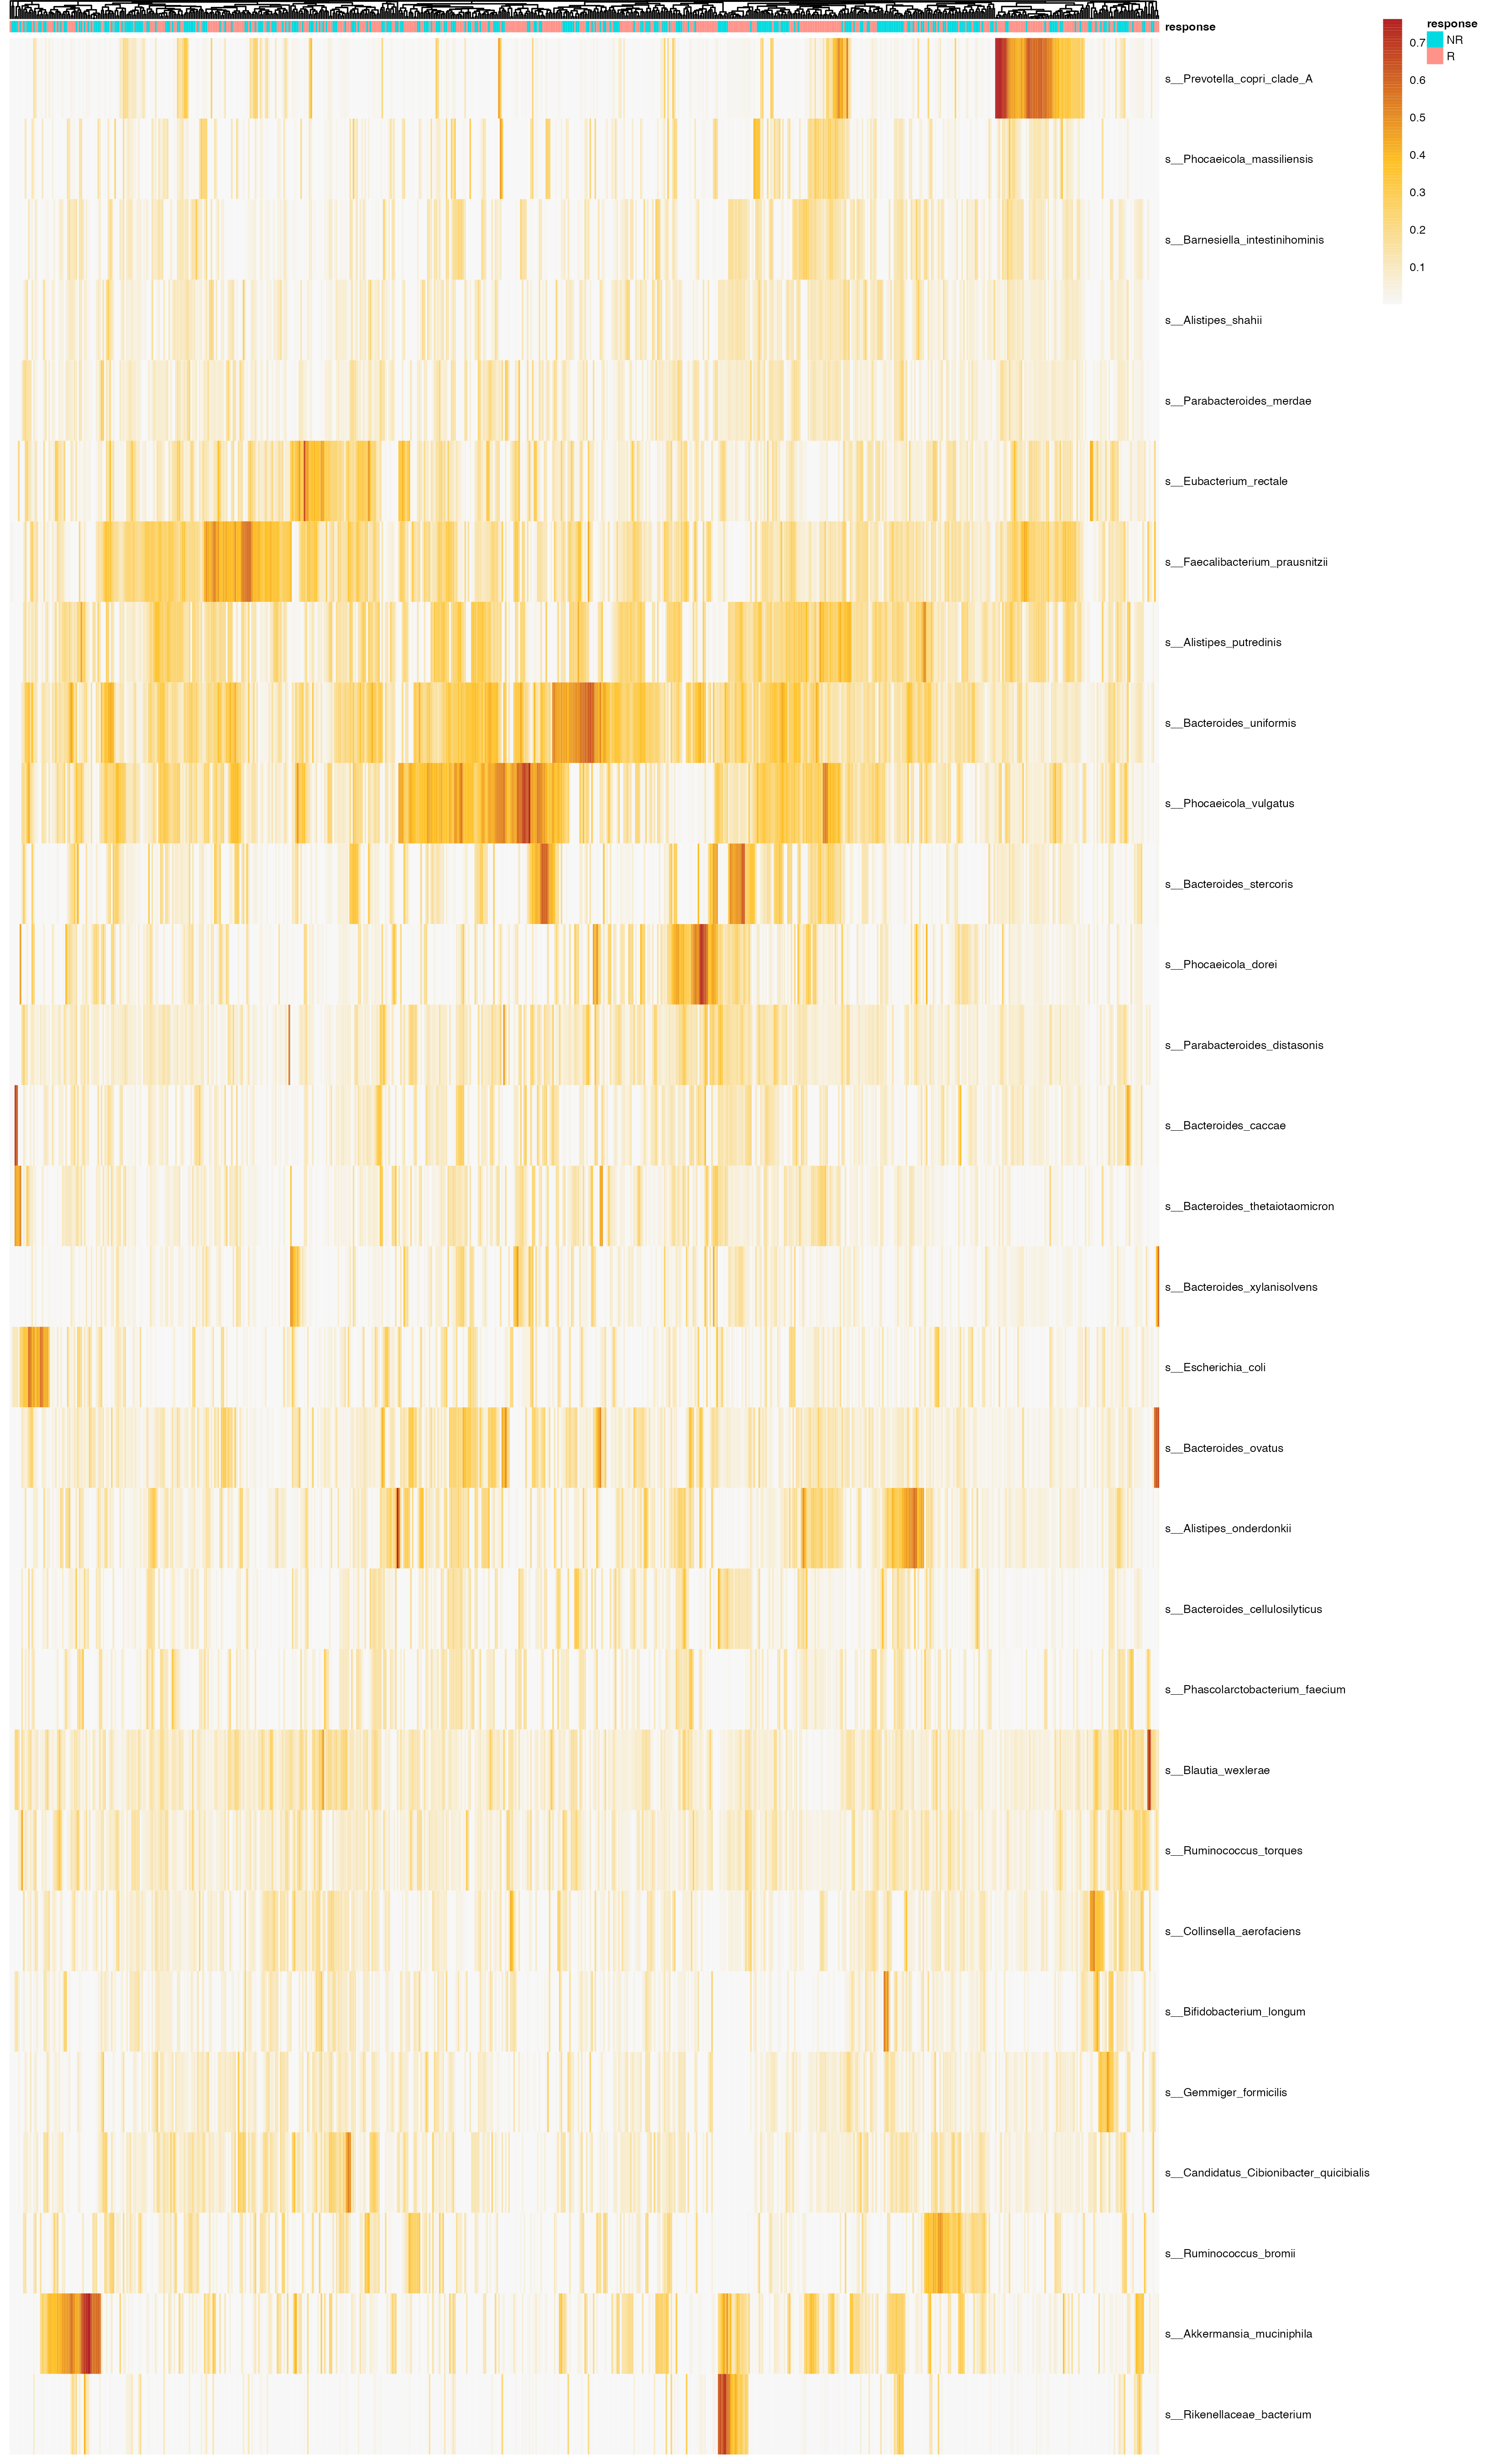 response
s__Prevotella_copri_clade_A
s__Phocaeicola_massiliensis
s__Barnesiella_intestinihominis
s__Alistipes_shahii
s__Parabacteroides_merdae
s__Eubacterium_rectale
s__Faecalibacterium_prausnitzii
s__Alistipes_putredinis
s__Bacteroides_uniformis
s__Phocaeicola_vulgatus
s__Bacteroides_stercoris
s__Phocaeicola_dorei
s__Parabacteroides_distasonis
s__Bacteroides_caccae
s__Bacteroides_thetaiotaomicron
s__Bacteroides_xylanisolvens
s__Escherichia_coli
s__Bacteroides_ovatus
s__Alistipes_onderdonkii
s__Bacteroides_cellulosilyticus
s__Phascolarctobacterium_faecium
s__Blautia_wexlerae
s__Ruminococcus_torques
s__Collinsella_aerofaciens
s__Bifidobacterium_longum
s__Gemmiger_formicilis
s__Candidatus_Cibionibacter_quicibialis
s__Ruminococcus_bromii
s__Akkermansia_muciniphila
s__Rikenellaceae_bacterium
0.7
0.6
0.5
0.4
0.3
0.2
0.1
response
NR
R